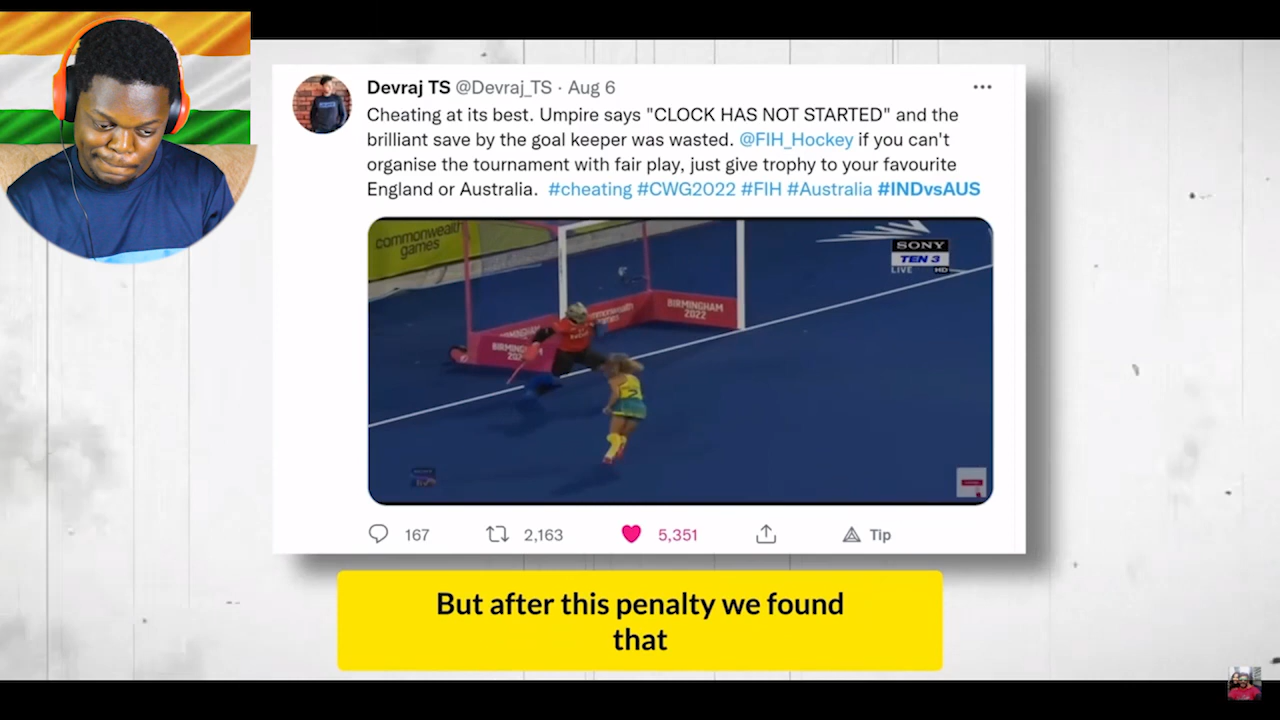 Devraj TS @Devraj_TS · Aug 6
Cheating at its best. Umpire says "CLOCK HAS NOT STARTED" and the
brilliant save by the goal keeper was wasted. @FIH_Hockey if you can't
organise the tournament with fair play, just give trophy to your favourite
England or Australia. #cheating #CWG2022 #FIH #Australia #INDvsAUS
commonwealth
games
SONY
TEN 3
LIVE HD
BIRMINGHAM
2022
167 2,163 5,351 Tip
But after this penalty we found
that